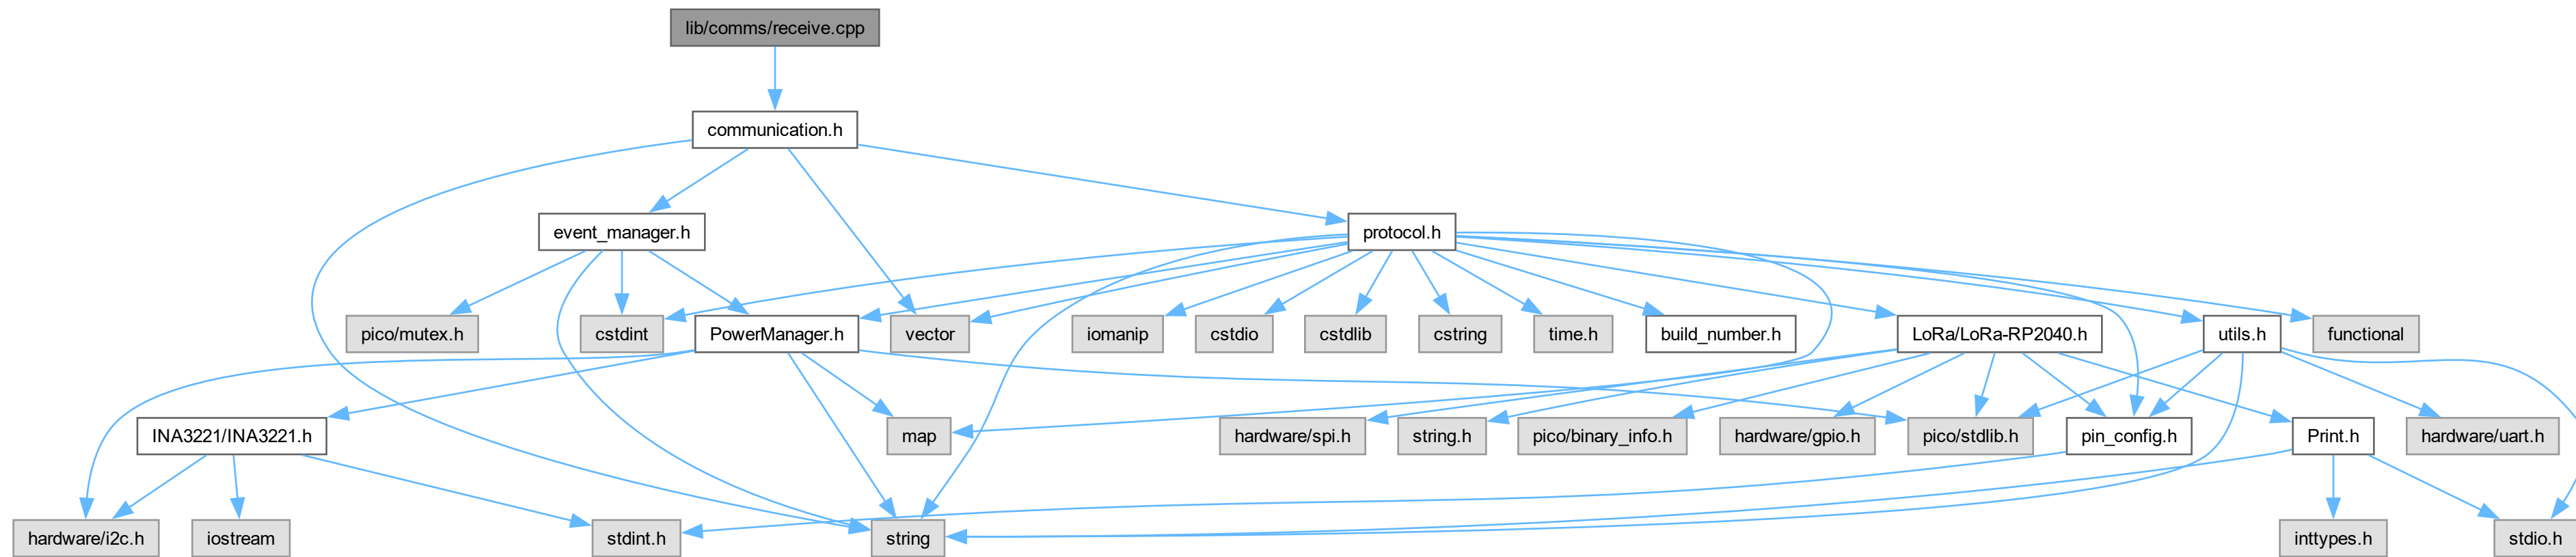 lib/comms/receive.cpp
communication.h
event_manager.h
protocol.h
pico/mutex.h
cstdint
PowerManager.h
vector
iomanip
cstdio
cstdlib
cstring
time.h
build_number.h
LoRa/LoRa-RP2040.h
utils.h
functional
INA3221/INA3221.h
map
hardware/spi.h
string.h
pico/binary_info.h
hardware/gpio.h
pico/stdlib.h
pin_config.h
Print.h
hardware/uart.h
hardware/i2c.h
iostream
stdint.h
string
inttypes.h
stdio.h